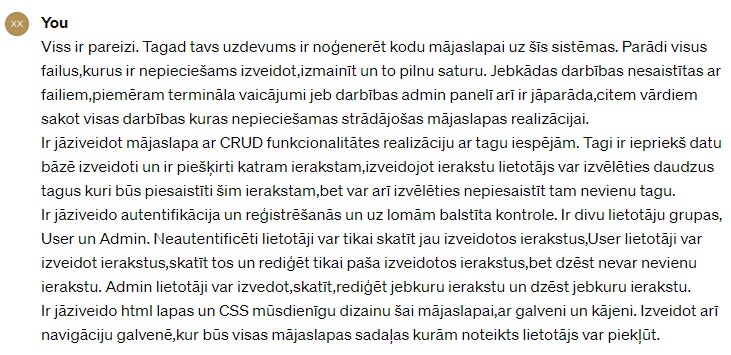 XX You
Viss ir pareizi. Tagad tavs uzdevums ir noģenerēt kodu mājaslapai uz šīs sistēmas. Parādi visus
failus,kurus ir nepieciešams izveidot,izmainīt un to pilnu saturu. Jebkādas darbības nesaistītas ar
failiem,piemēram termināla vaicājumi jeb darbības admin panelī arī ir jāparāda,citem vārdiem
sakot visas darbības kuras nepieciešamas strādājošas mājaslapas realizācijai.
Ir jāziveidot mājaslapa ar CRUD funkcionalitātes realizāciju ar tagu iespējām. Tagi ir iepriekš datu
bāzē izveidoti un ir piešķirti katram ierakstam,izveidojot ierakstu lietotājs var izvēlēties daudzus
tagus kuri būs piesaistīti šim ierakstam,bet var arī izvēlēties nepiesaistīt tam nevienu tagu.
Ir jāziveido autentifikācija un reģistrēšanās un uz lomām balstīta kontrole. Ir divu lietotāju grupas,
User un Admin. Neautentificēti lietotāji var tikai skatīt jau izveidotos ierakstus,User lietotāji var
izveidot ierakstus,skatīt tos un rediģēt tikai paša izveidotos ierakstus,bet dzēst nevar nevienu
ierakstu. Admin lietotāji var izvedot,skatīt,rediģēt jebkuru ierakstu un dzēst jebkuru ierakstu.
Ir jāziveido html lapas un CSS mūsdienīgu dizainu šai mājaslapai,ar galveni un kājeni. Izveidot arī
navigāciju galvenē,kur būs visas mājaslapas sadaļas kurām noteikts lietotājs var piekļūt.